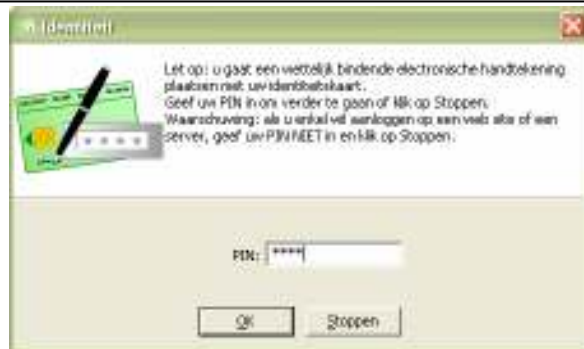 Identiteit
Let op: u gaat een wettelijk bindende electronische handtekening
plaatsen met uw identiteitskaart.
Geef uw PIN in om verder te gaan of klik op Stoppen.
Waarschuwing: als u enkel wil aanloggen op een web site of een
server, geef uw PIN NIET in en klik op Stoppen.
* * * *
PIN: ****
OK
Stoppen